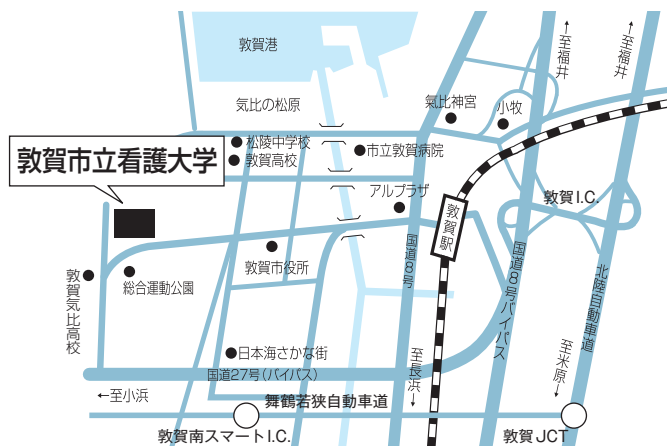 敦賀港
←至福井
←至福井
気比の松原
氣比神宮
小牧
松陵中学校
敦賀高校
市立敦賀病院
敦賀市立看護大学
アルプラザ
敦賀I.C.
敦賀駅
国道8号
国道8号バイパス
北陸自動車道
敦賀市役所
総合運動公園
敦賀気比高校
日本海さかな街
国道27号(バイパス)
至長浜→
至米原→
←至小浜
舞鶴若狭自動車道
敦賀南スマートI.C.
敦賀JCT